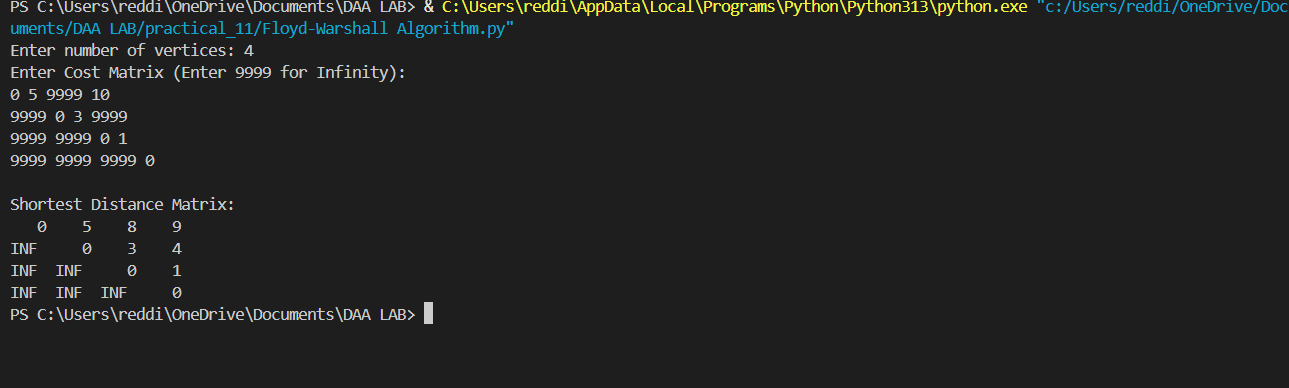 PS C:\Users\reddi\OneDrive\Documents\DAA LAB> & C:\Users\reddi\AppData\Local\Programs\Python\Python313\python.exe "c:/Users/reddi/OneDrive/Doc
uments/DAA LAB/practical_11/Floyd-Warshall Algorithm.py"
Enter number of vertices: 4
Enter Cost Matrix (Enter 9999 for Infinity):
0 5 9999 10
9999 0 3 9999
9999 9999 0 1
9999 9999 9999 0

Shortest Distance Matrix:
   0    5    8    9
INF     0    3    4
INF  INF     0    1
INF  INF  INF     0
PS C:\Users\reddi\OneDrive\Documents\DAA LAB>